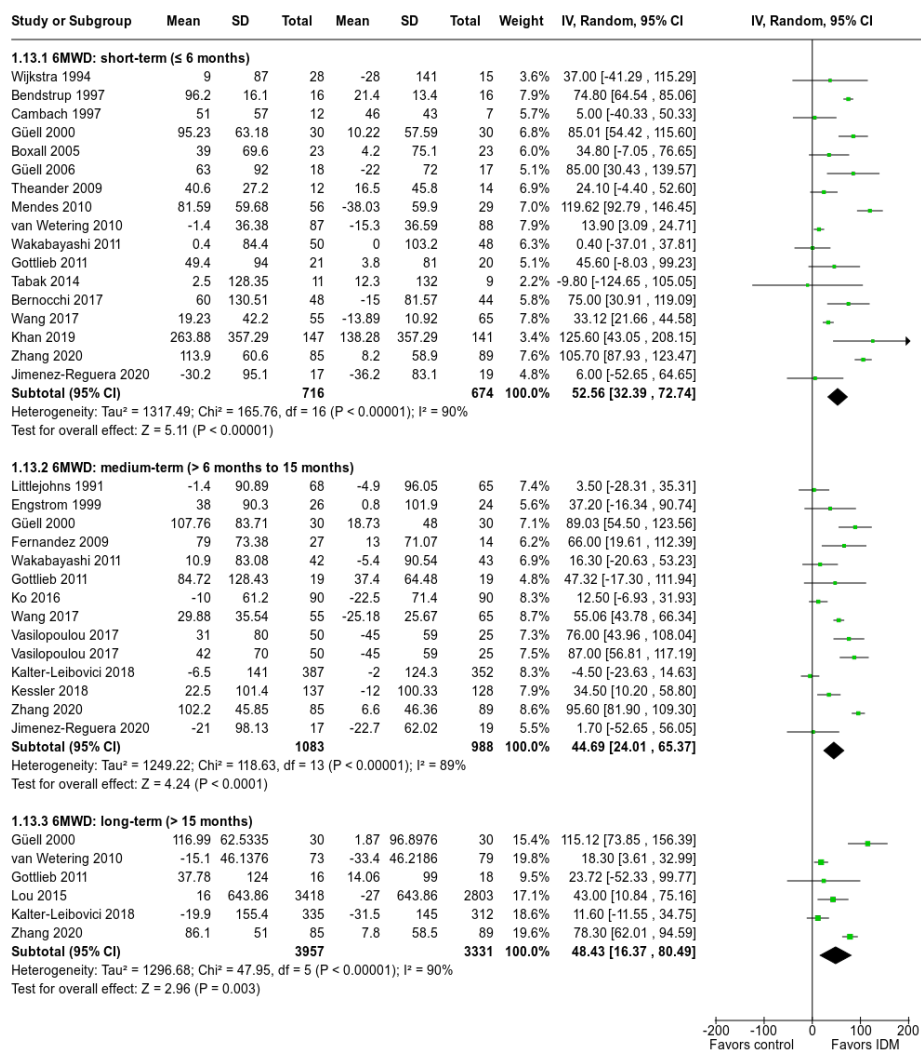 Study or Subgroup Mean SD Total Mean SD Total Weight IV, Random, 95% CI IV, Random, 95% CI
1.13.1 6MWD: short-term (≤ 6 months)
Wijkstra 1994 9 87 28 -28 141 15 3.6% 37.00 [-41.29 , 115.29]
Bendstrup 1997 96.2 16.1 16 21.4 13.4 16 7.9% 74.80 [64.54 , 85.06]
Cambach 1997 51 57 12 46 43 7 5.7% 5.00 [-40.33 , 50.33]
Güell 2000 95.23 63.18 30 10.22 57.59 30 6.8% 85.01 [54.42 , 115.60]
Boxall 2005 39 69.6 23 4.2 75.1 23 6.0% 34.80 [-7.05 , 76.65]
Güell 2006 63 92 18 -22 72 17 5.1% 85.00 [30.43 , 139.57]
Theander 2009 40.6 27.2 12 16.5 45.8 14 6.9% 24.10 [-4.40 , 52.60]
Mendes 2010 81.59 59.68 56 -38.03 59.9 29 7.0% 119.62 [92.79 , 146.45]
van Wetering 2010 -1.4 36.38 87 -15.3 36.59 88 7.9% 13.90 [3.09 , 24.71]
Wakabayashi 2011 0.4 84.4 50 0 103.2 48 6.3% 0.40 [-37.01 , 37.81]
Gottlieb 2011 49.4 94 21 3.8 81 20 5.2% 45.60 [-8.03 , 99.23]
Tabak 2014 2.5 128.35 11 12.3 132 9 2.2% -9.80 [-124.65 , 105.05]
Bernocchi 2017 60 130.51 48 -15 81.57 44 5.8% 75.00 [30.91 , 119.09]
Wang 2017 19.23 42.2 55 -13.89 10.92 65 7.8% 33.12 [21.66 , 44.58]
Khan 2019 263.88 357.29 147 138.28 357.29 141 3.4% 125.60 [43.05 , 208.15]
Zhang 2020 113.9 60.6 85 8.2 58.9 89 7.6% 105.70 [87.93 , 123.47]
Jimenez-Reguera 2020 -30.2 95.1 17 -36.2 83.1 19 4.8% 6.00 [-52.65 , 64.65]
Subtotal (95% CI) 716 674 100.0% 52.56 [32.39 , 72.74]
Heterogeneity: Tau² = 1317.49; Chi² = 165.76, df = 16 (P < 0.00001); I² = 90%
Test for overall effect: Z = 5.11 (P < 0.00001)
1.13.2 6MWD: medium-term (> 6 months to 15 months)
Littlejohns 1991 -1.4 90.89 68 -4.9 96.05 65 7.4% 3.50 [-28.31 , 35.31]
Engstrom 1999 38 90.3 26 0.8 101.9 24 5.6% 37.20 [-16.34 , 90.74]
Güell 2000 107.76 83.71 30 18.73 48 30 7.1% 89.03 [54.50 , 123.56]
Fernandez 2009 79 73.38 27 13 71.07 14 6.2% 66.00 [19.61 , 112.39]
Wakabayashi 2011 10.9 83.08 42 -5.4 90.54 43 6.9% 16.30 [-20.63 , 53.23]
Gottlieb 2011 84.72 128.43 19 37.4 64.48 19 4.8% 47.32 [-17.30 , 111.94]
Ko 2016 -10 61.2 90 -22.5 71.4 90 8.3% 12.50 [-6.93 , 31.93]
Wang 2017 29.88 35.54 55 -25.18 25.67 65 8.7% 55.06 [43.78 , 66.34]
Vasilopoulou 2017 31 80 50 -45 59 25 7.3% 76.00 [43.96 , 108.04]
Vasilopoulou 2017 42 70 50 -45 59 25 7.5% 87.00 [56.81 , 117.19]
Kalter-Leibovici 2018 -6.5 141 387 -2 124.3 352 8.3% -4.50 [-23.63 , 14.63]
Kessler 2018 22.5 101.4 137 -12 100.33 128 7.9% 34.50 [10.20 , 58.80]
Zhang 2020 102.2 45.85 85 6.6 46.36 89 8.6% 95.60 [81.90 , 109.30]
Jimenez-Reguera 2020 -21 98.13 17 -22.7 62.02 19 5.5% 1.70 [-52.65 , 56.05]
Subtotal (95% CI) 1083 988 100.0% 44.69 [24.01 , 65.37]
Heterogeneity: Tau² = 1249.22; Chi² = 118.63, df = 13 (P < 0.00001); I² = 89%
Test for overall effect: Z = 4.24 (P < 0.0001)
1.13.3 6MWD: long-term (> 15 months)
Güell 2000 116.99 62.5335 30 1.87 96.8976 30 15.4% 115.12 [73.85 , 156.39]
van Wetering 2010 -15.1 46.1376 73 -33.4 46.2186 79 19.8% 18.30 [3.61 , 32.99]
Gottlieb 2011 37.78 124 16 14.06 99 18 9.5% 23.72 [-52.33 , 99.77]
Lou 2015 16 643.86 3418 -27 643.86 2803 17.1% 43.00 [10.84 , 75.16]
Kalter-Leibovici 2018 -19.9 155.4 335 -31.5 145 312 18.6% 11.60 [-11.55 , 34.75]
Zhang 2020 86.1 51 85 7.8 58.5 89 19.6% 78.30 [62.01 , 94.59]
Subtotal (95% CI) 3957 3331 100.0% 48.43 [16.37 , 80.49]
Heterogeneity: Tau² = 1296.68; Chi² = 47.95, df = 5 (P < 0.00001); I² = 90%
Test for overall effect: Z = 2.96 (P = 0.003)
-200 -100 0 100 200
Favors control Favors IDM